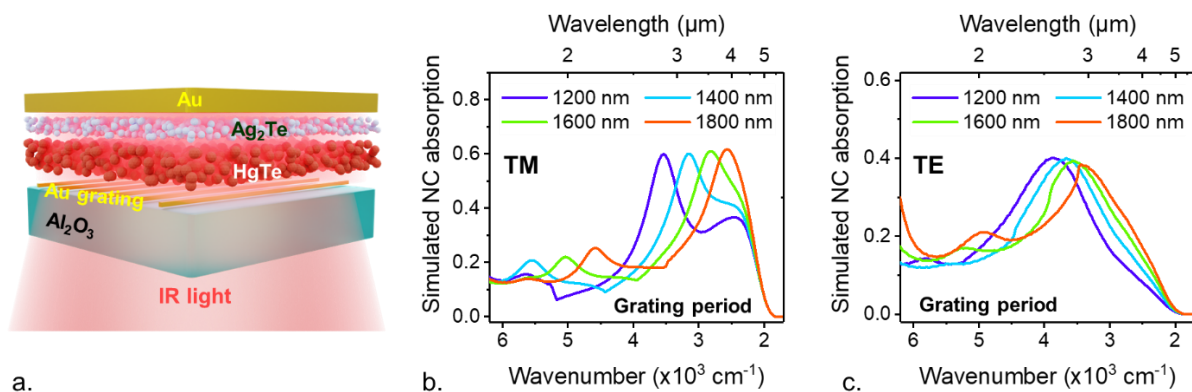 Au
Ag₂Te
HgTe
Au grating
Al₂O₃
IR light
a.
Wavelength (µm)
2 3 4 5
Simulated NC absorption
0.8
0.6
0.4
0.2
0.0
1200 nm 1400 nm
1600 nm 1800 nm
TM
Grating period
6 5 4 3 2
Wavenumber (x10³ cm⁻¹)
b.
Wavelength (µm)
2 3 4 5
Simulated NC absorption
0.6
0.4
0.2
0.0
1200 nm 1400 nm
1600 nm 1800 nm
TE
Grating period
6 5 4 3 2
Wavenumber (x10³ cm⁻¹)
c.